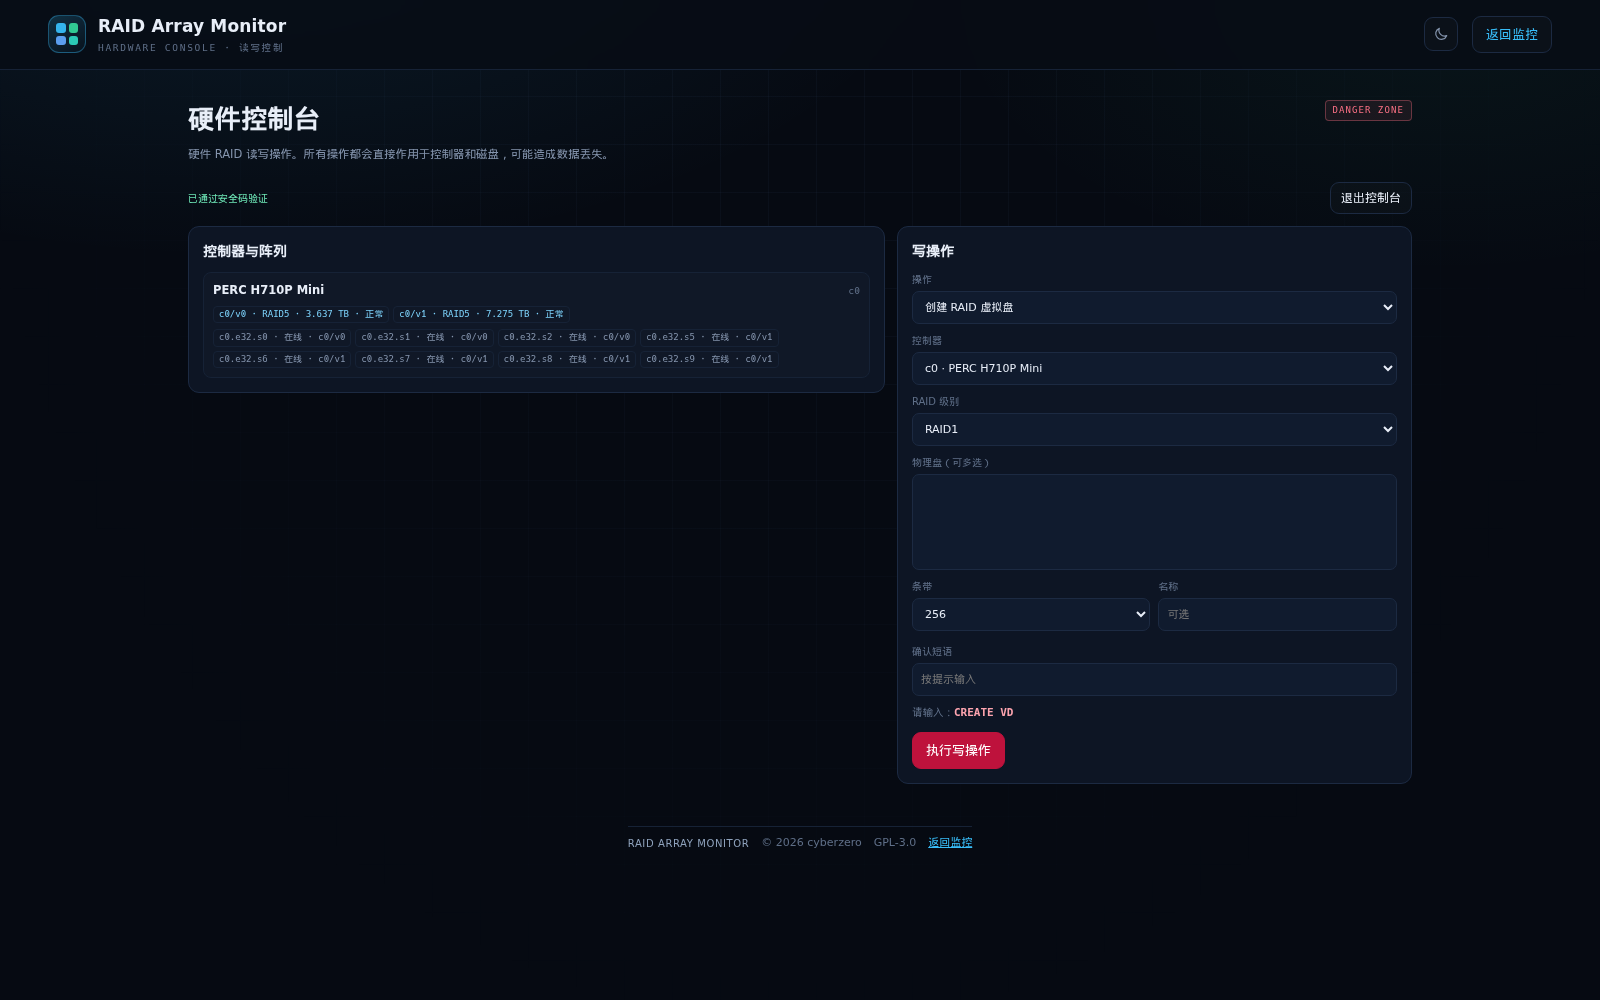 RAID Array Monitor
HARDWARE CONSOLE · 读写控制
返回监控
硬件控制台
DANGER ZONE
硬件 RAID 读写操作。所有操作都会直接作用于控制器和磁盘，可能造成数据丢失。
已通过安全码验证
退出控制台
控制器与阵列
PERC H710P Mini
c0
c0/v0 · RAID5 · 3.637 TB · 正常
c0/v1 · RAID5 · 7.275 TB · 正常
c0.e32.s0 · 在线 · c0/v0
c0.e32.s1 · 在线 · c0/v0
c0.e32.s2 · 在线 · c0/v0
c0.e32.s5 · 在线 · c0/v1
c0.e32.s6 · 在线 · c0/v1
c0.e32.s7 · 在线 · c0/v1
c0.e32.s8 · 在线 · c0/v1
c0.e32.s9 · 在线 · c0/v1
写操作
操作
创建 RAID 虚拟盘
控制器
c0 · PERC H710P Mini
RAID 级别
RAID1
物理盘（可多选）
条带
名称
256
可选
确认短语
按提示输入
请输入：CREATE VD
执行写操作
RAID ARRAY MONITOR © 2026 cyberzero GPL-3.0 返回监控